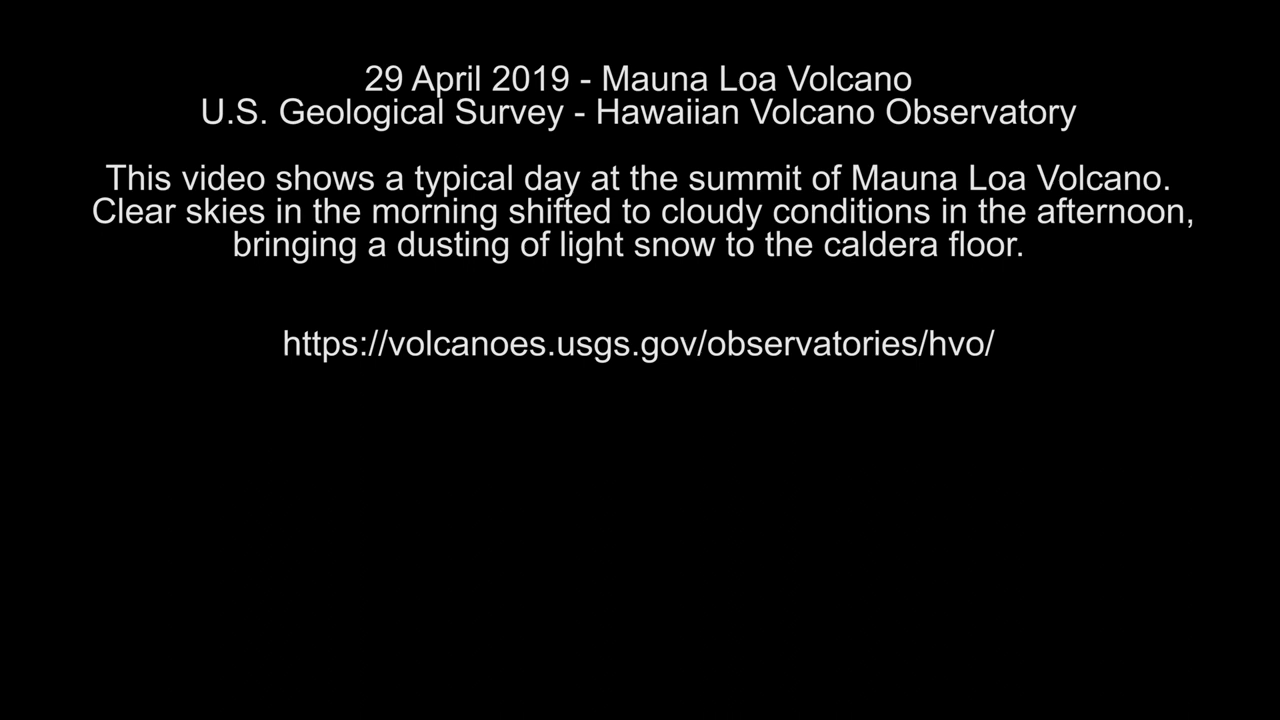 29 April 2019 - Mauna Loa Volcano
U.S. Geological Survey - Hawaiian Volcano Observatory
This video shows a typical day at the summit of Mauna Loa Volcano.
Clear skies in the morning shifted to cloudy conditions in the afternoon,
bringing a dusting of light snow to the caldera floor.
https://volcanoes.usgs.gov/observatories/hvo/